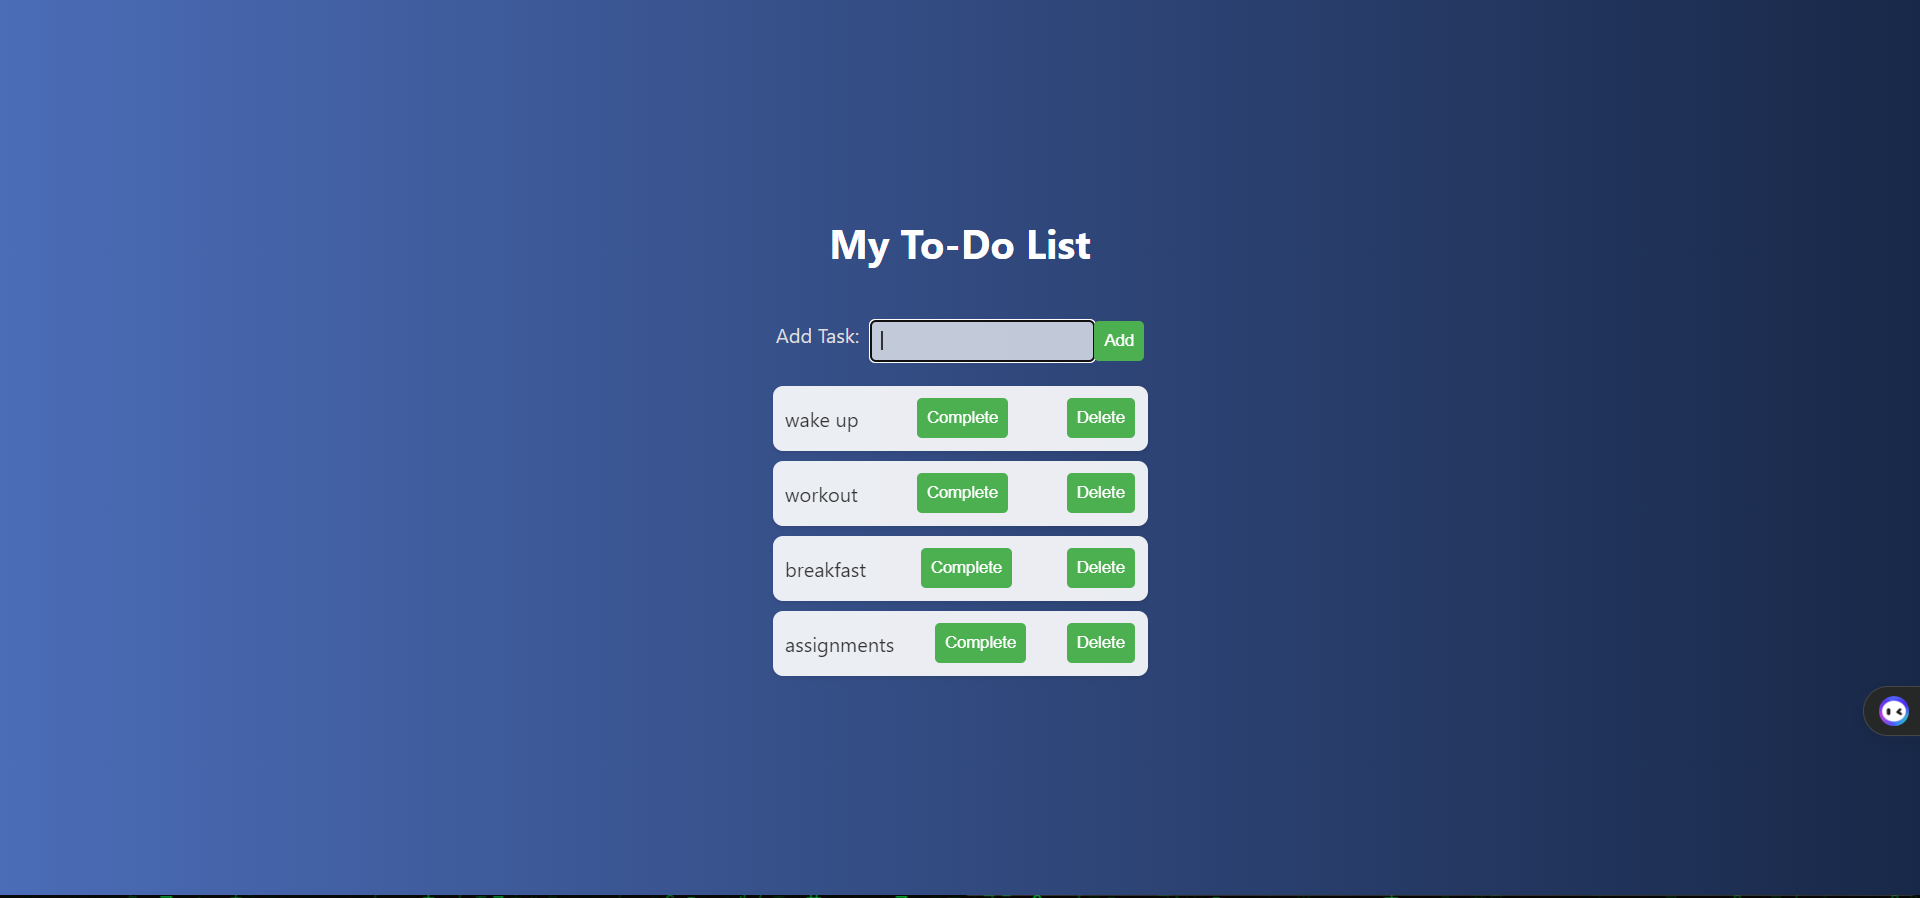 My To-Do List
Add Task: Add
wake up Complete Delete
workout Complete Delete
breakfast Complete Delete
assignments Complete Delete